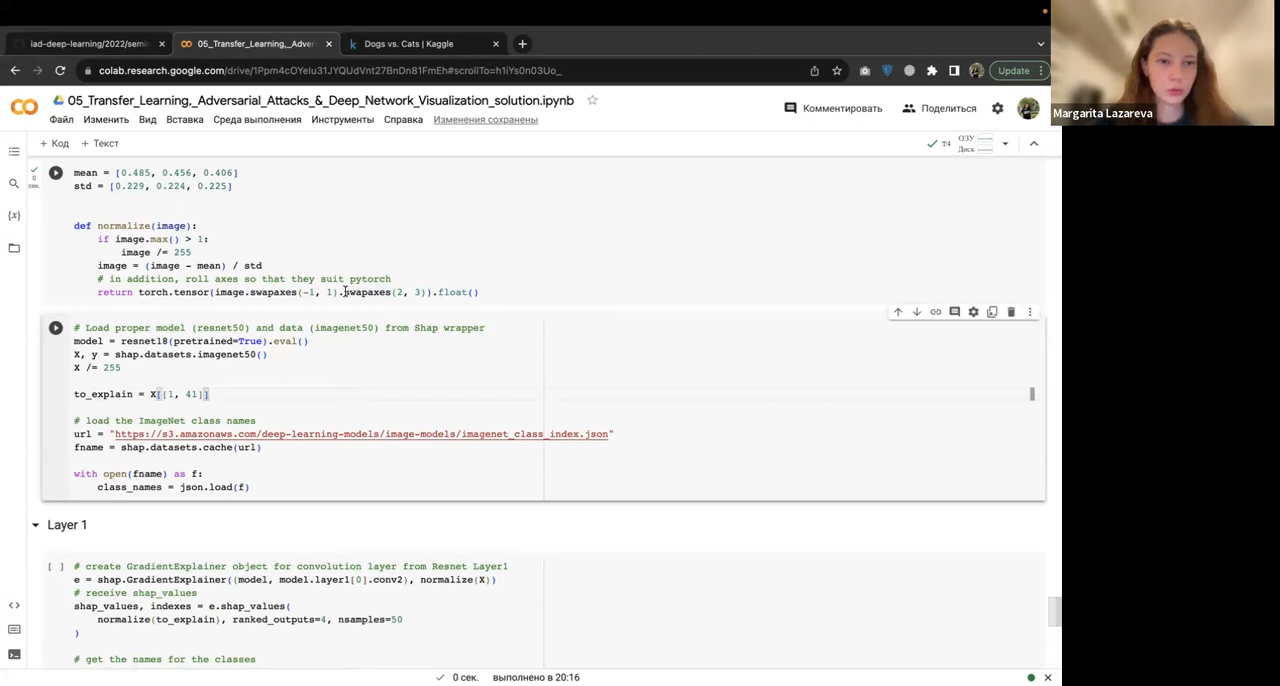 iad-deep-learning/2022/semi
05_Transfer_Learning,_Adver
Dogs vs. Cats | Kaggle
colab.research.google.com/drive/1Ppm4cOYeIu31JYQUdVnt27BnDn81FmEh#scrollTo=h1iYs0n03Uo_
Update
05_Transfer_Learning,_Adversarial_Attacks_&_Deep_Network_Visualization_solution.ipynb
Комментировать
Поделиться
Файл Изменить Вид Вставка Среда выполнения Инструменты Справка Изменения сохранены
+ Код + Текст
T4
ОЗУ
Диск
0
сек.
mean = [0.485, 0.456, 0.406]
std = [0.229, 0.224, 0.225]
def normalize(image):
if image.max() > 1:
image /= 255
image = (image - mean) / std
# in addition, roll axes so that they suit pytorch
return torch.tensor(image.swapaxes(-1, 1).swapaxes(2, 3)).float()
# Load proper model (resnet50) and data (imagenet50) from Shap wrapper
model = resnet18(pretrained=True).eval()
X, y = shap.datasets.imagenet50()
X /= 255
to_explain = X[[1, 41]]
# load the ImageNet class names
url = "https://s3.amazonaws.com/deep-learning-models/image-models/imagenet_class_index.json"
fname = shap.datasets.cache(url)
with open(fname) as f:
class_names = json.load(f)
Layer 1
[ ]
# create GradientExplainer object for convolution layer from Resnet Layer1
e = shap.GradientExplainer((model, model.layer1[0].conv2), normalize(X))
# receive shap_values
shap_values, indexes = e.shap_values(
normalize(to_explain), ranked_outputs=4, nsamples=50
)
# get the names for the classes
0 сек. выполнено в 20:16
Margarita Lazareva